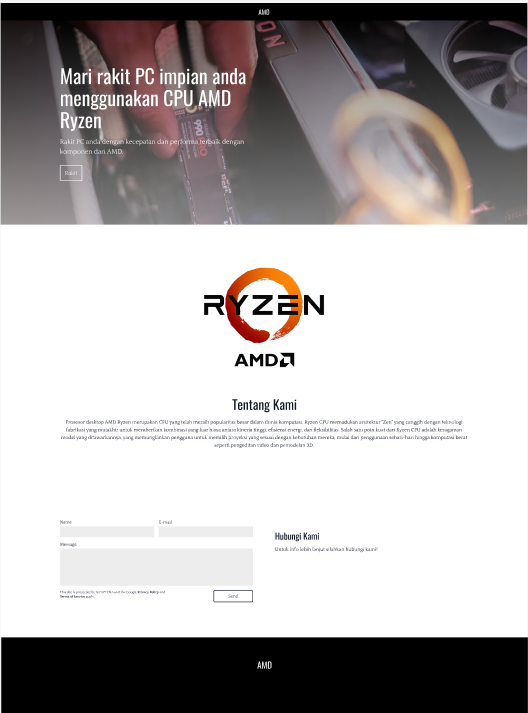 AMD
Mari rakit PC impian anda
menggunakan CPU AMD
Ryzen
Rakit PC anda dengan kecepatan dan performa terbaik dengan
komponen dari AMD.
Rakit
RYZEN
AMD
Tentang Kami
Prosesor desktop AMD Ryzen merupakan CPU yang telah meraih popularitas besar dalam dunia komputasi. Ryzen CPU memadukan arsitektur "Zen" yang canggih dengan teknologi
fabrikasi yang mutakhir untuk memberikan kombinasi yang luar biasa antara kinerja tinggi, efisiensi energi, dan fleksibilitas. Salah satu poin kuat dari Ryzen CPU adalah keragaman
model yang ditawarkannya, yang memungkinkan pengguna untuk memilih prosesor yang sesuai dengan kebutuhan mereka, mulai dari penggunaan sehari-hari hingga komputasi berat
seperti pengeditan video dan pemodelan 3D.
Name
E-mail
Message
This site is protected by reCAPTCHA and the Google Privacy Policy and
Terms of Service apply.
Send
Hubungi Kami
Untuk info lebih lanjut silahkan hubungi kami!
AMD